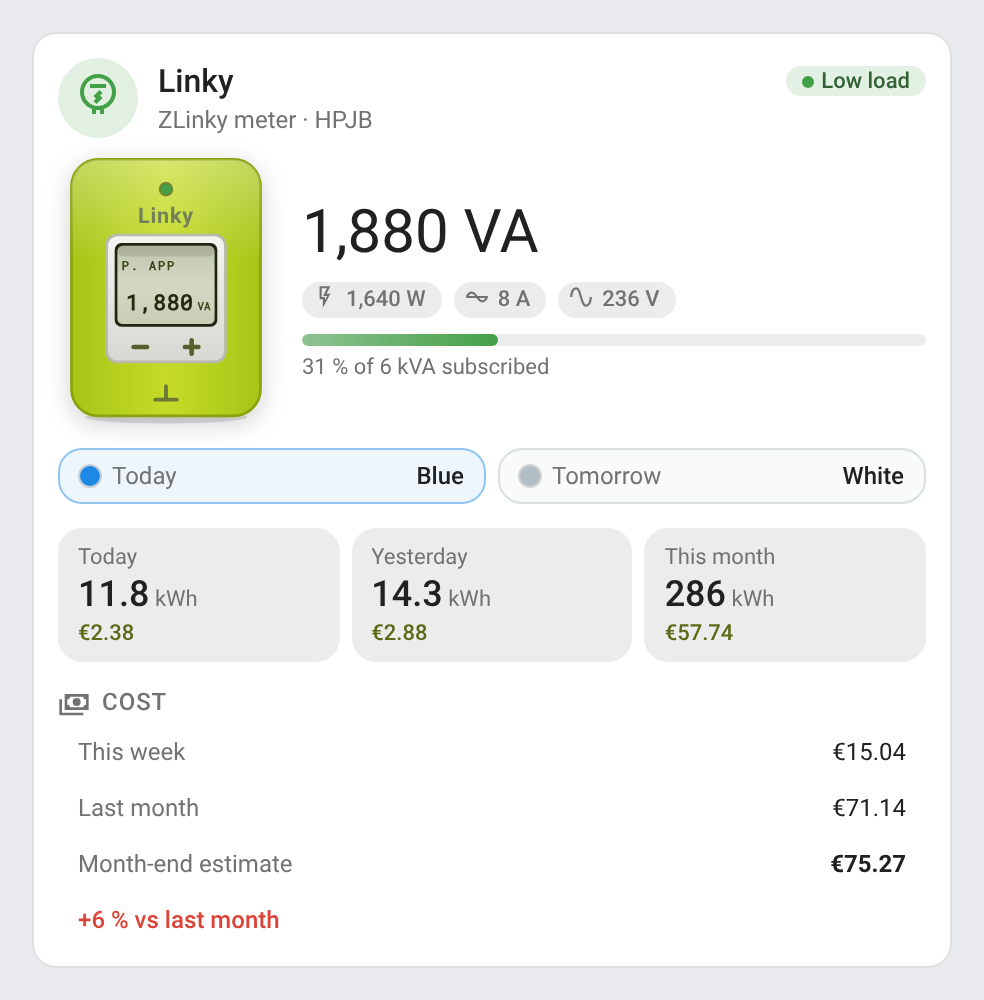 Linky
Low load
ZLinky meter · HPJB
Linky
P. APP
1,880 VA
1,880 VA
1,640 W
8 A
236 V
31 % of 6 kVA subscribed
Today
Blue
Tomorrow
White
Today
11.8 kWh
€2.38
Yesterday
14.3 kWh
€2.88
This month
286 kWh
€57.74
COST
This week
€15.04
Last month
€71.14
Month-end estimate
€75.27
+6 % vs last month